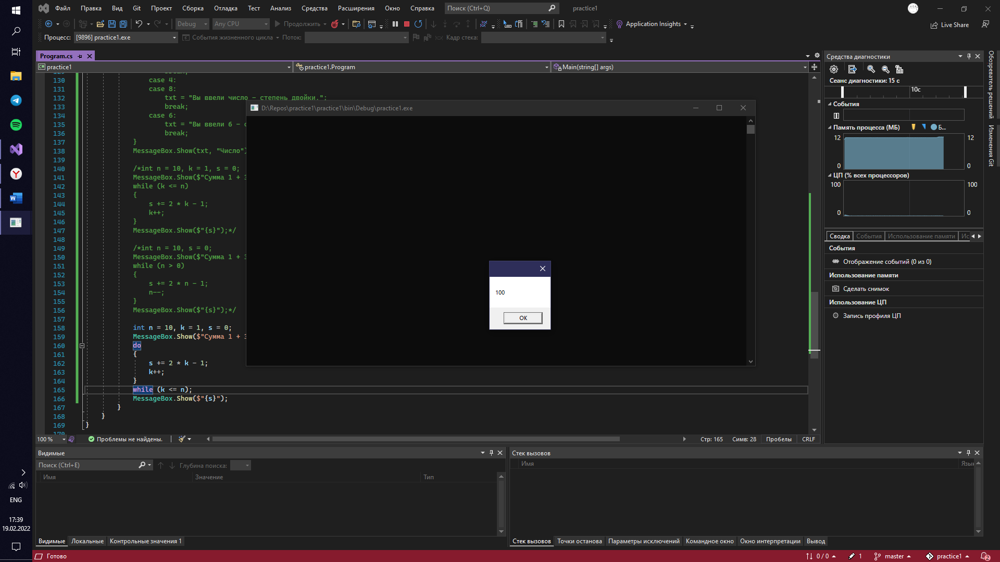 Файл Правка Вид Git Проект Сборка Отладка Тест Анализ Средства Расширения Окно Справка Поиск (Ctrl+Q) practice1
Debug Any CPU Продолжить Application Insights Live Share
Процесс: [9896] practice1.exe События жизненного цикла Поток: Кадр стека:
Program.cs
practice1 practice1.Program Main(string[] args)
130 case 4:
131 case 8:
132 txt = "Вы ввели число - степень двойки.";
133 break;
134 case 6:
135 txt = "Вы ввели 6 -
136 break;
137 }
138 MessageBox.Show(txt, "Число")
139
140 /*int n = 10, k = 1, s = 0;
141 MessageBox.Show($"Сумма 1 +
142 while (k <= n)
143 {
144 s += 2 * k - 1;
145 k++;
146 }
147 MessageBox.Show($"{s}");*/
148
149 /*int n = 10, s = 0;
150 MessageBox.Show($"Сумма 1 +
151 while (n > 0)
152 {
153 s += 2 * n - 1;
154 n--;
155 }
156 MessageBox.Show($"{s}");*/
157
158 int n = 10, k = 1, s = 0;
159 MessageBox.Show($"Сумма 1 +
160 do
161 {
162 s += 2 * k - 1;
163 k++;
164 }
165 while (k <= n);
166 MessageBox.Show($"{s}");
167 }
168 }
169 }
D:\Repos\practice1\practice1\bin\Debug\practice1.exe
100
OK
100 % Проблемы не найдены. Стр: 165 Симв: 28 Пробелы CRLF
Средства диагностики
Сеанс диагностики: 15 с
10с
События
Память процесса (МБ) Б...
12 12
0 0
ЦП (% всех процессоров)
100 100
0 0
Сводка События Использование памяти Ис
События
Отображение событий (0 из 0)
Использование памяти
Сделать снимок
Использование ЦП
Запись профиля ЦП
Обозреватель решений
Изменения Git
Видимые
Поиск (Ctrl+E) Глубина поиска:
Имя Значение Тип
Видимые Локальные Контрольные значения 1
Стек вызовов
Имя Язык
Стек вызовов Точки останова Параметры исключений Командное окно Окно интерпретации Вывод
ENG
17:39
19.02.2022
Готово 0 / 0 1 master practice1 2